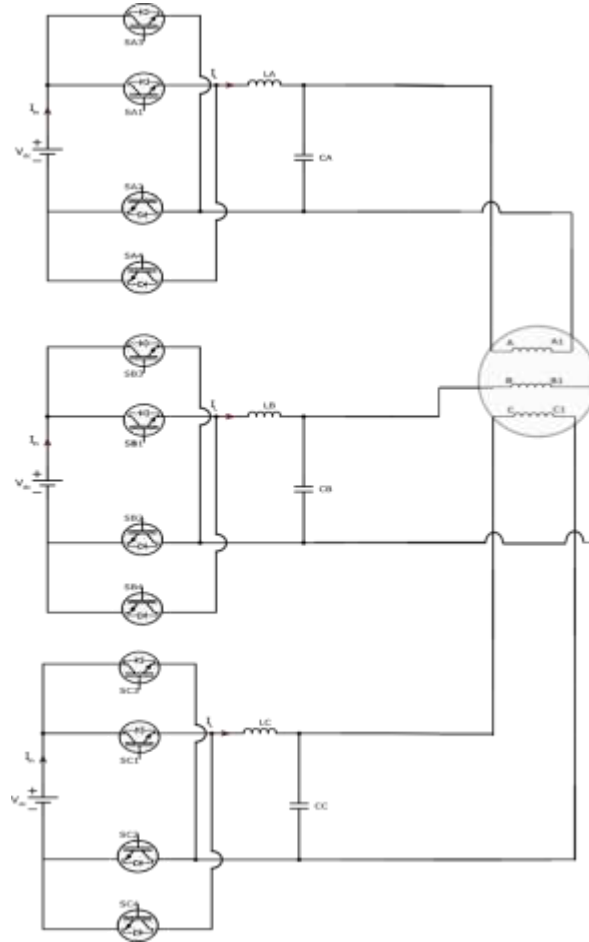 SA3
I
LA
SA1
+
V
−
CA
SA2
SA4
A A1
SB3
B B1
C C1
I
LB
SB1
+
V
−
CB
SB2
SB4
SC3
I
LC
SC1
+
V
−
CC
SC2
SC4